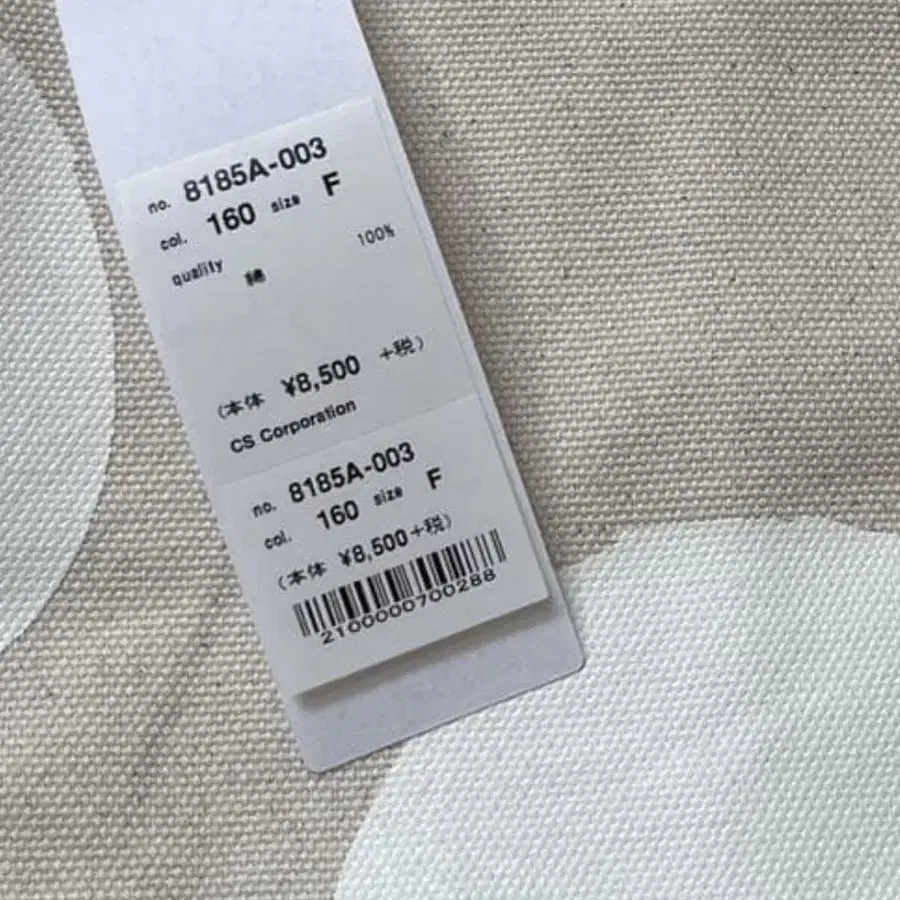 no. 8185A-003
col. 160 size F
quality 綿 100%
(本体 ¥8,500 +税)
CS Corporation
no. 8185A-003
col. 160 size F
(本体 ¥8,500+税)
2100000700288